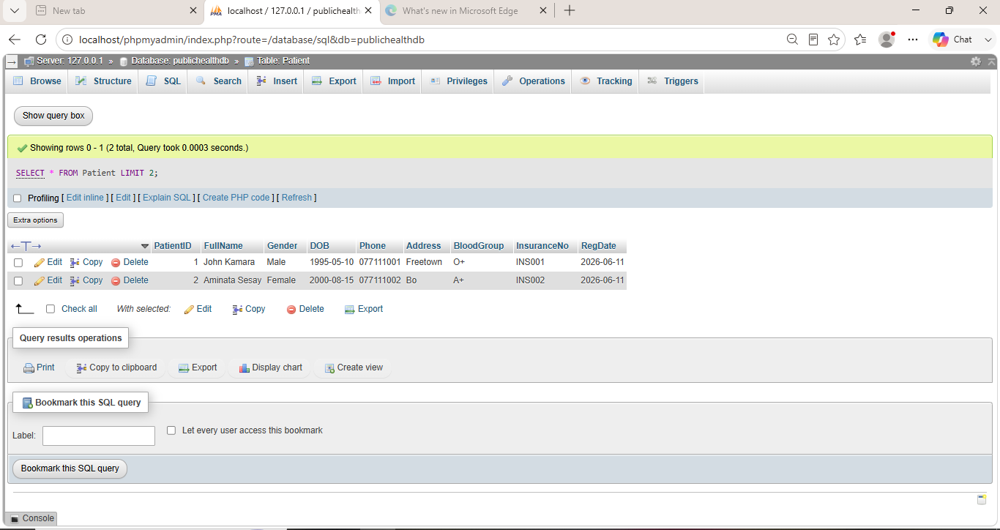 New tab
localhost / 127.0.0.1 / publichealth
What's new in Microsoft Edge
localhost/phpmyadmin/index.php?route=/database/sql&db=publichealthdb
Chat
Server: 127.0.0.1 » Database: publichealthdb » Table: Patient
Browse Structure SQL Search Insert Export Import Privileges Operations Tracking Triggers
Show query box
Showing rows 0 - 1 (2 total, Query took 0.0003 seconds.)
SELECT * FROM Patient LIMIT 2;
Profiling [ Edit inline ] [ Edit ] [ Explain SQL ] [ Create PHP code ] [ Refresh ]
Extra options
←T→ PatientID FullName Gender DOB Phone Address BloodGroup InsuranceNo RegDate
Edit Copy Delete 1 John Kamara Male 1995-05-10 077111001 Freetown O+ INS001 2026-06-11
Edit Copy Delete 2 Aminata Sesay Female 2000-08-15 077111002 Bo A+ INS002 2026-06-11
Check all With selected: Edit Copy Delete Export
Query results operations
Print Copy to clipboard Export Display chart Create view
Bookmark this SQL query
Label: Let every user access this bookmark
Bookmark this SQL query
Console